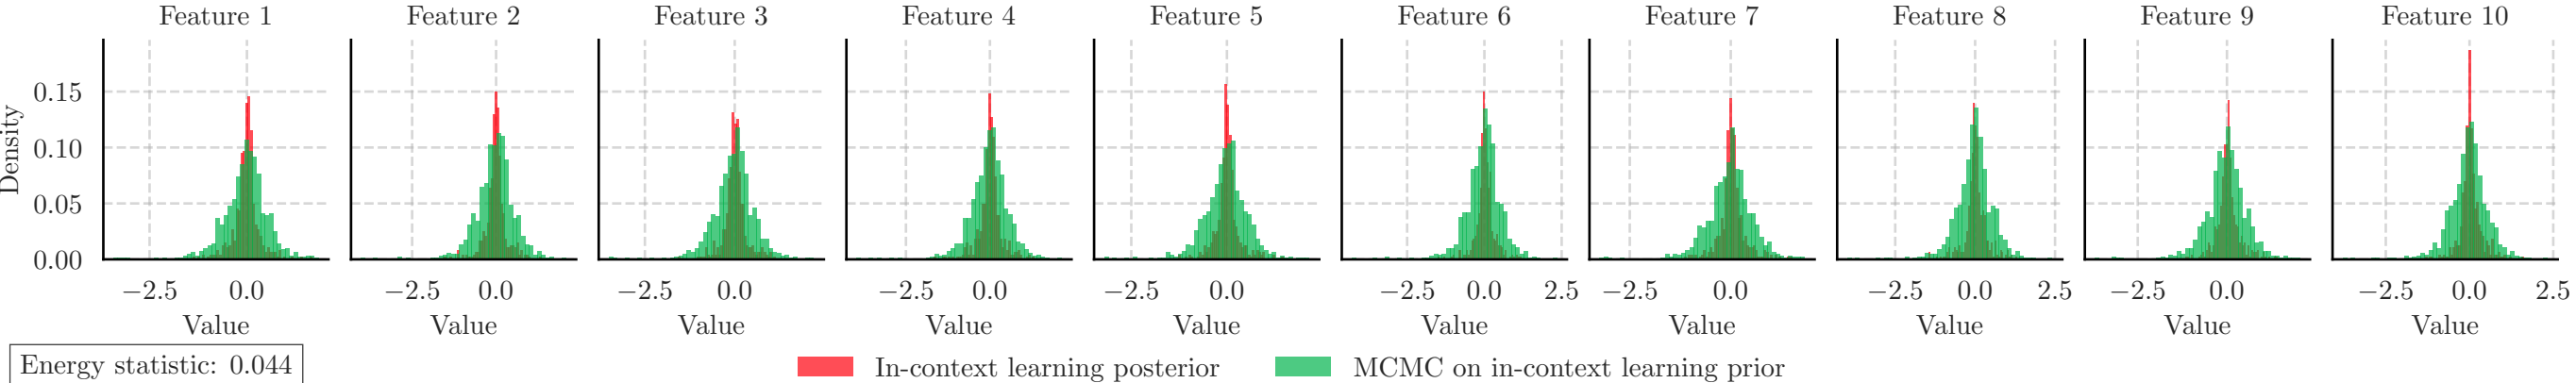 Feature 1 Feature 2 Feature 3 Feature 4 Feature 5 Feature 6 Feature 7 Feature 8 Feature 9 Feature 10
Density
0.15
0.10
0.05
0.00
−2.5 0.0 −2.5 0.0 −2.5 0.0 −2.5 0.0 −2.5 0.0 −2.5 0.0 2.5 −2.5 0.0 −2.5 0.0 2.5 −2.5 0.0 −2.5 0.0 2.5
Value Value Value Value Value Value Value Value Value Value
Energy statistic: 0.044
In-context learning posterior
MCMC on in-context learning prior